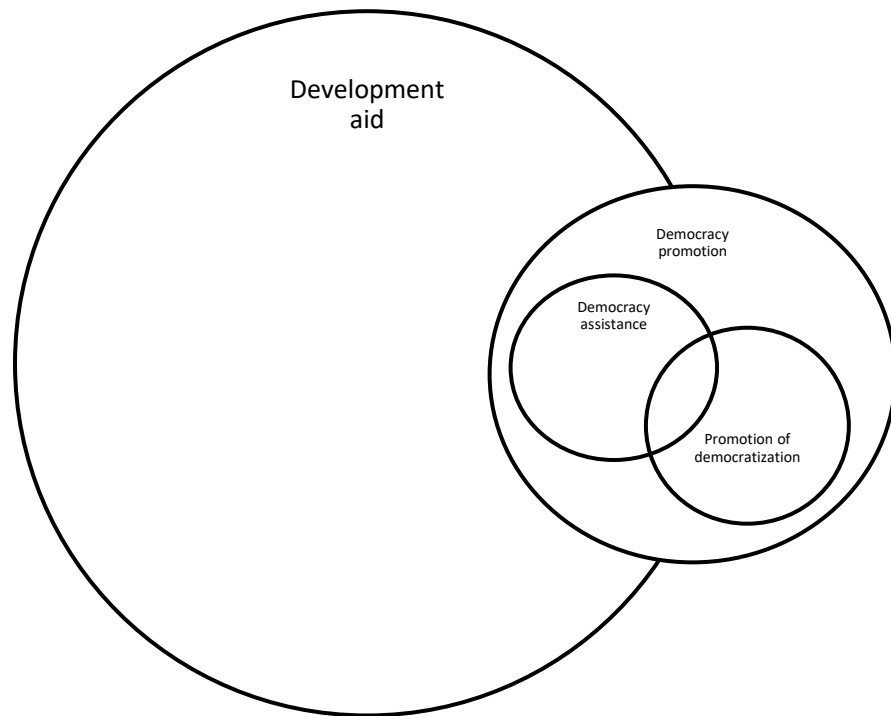 Development
aid
Democracy
promotion
Democracy
assistance
Promotion of
democratization